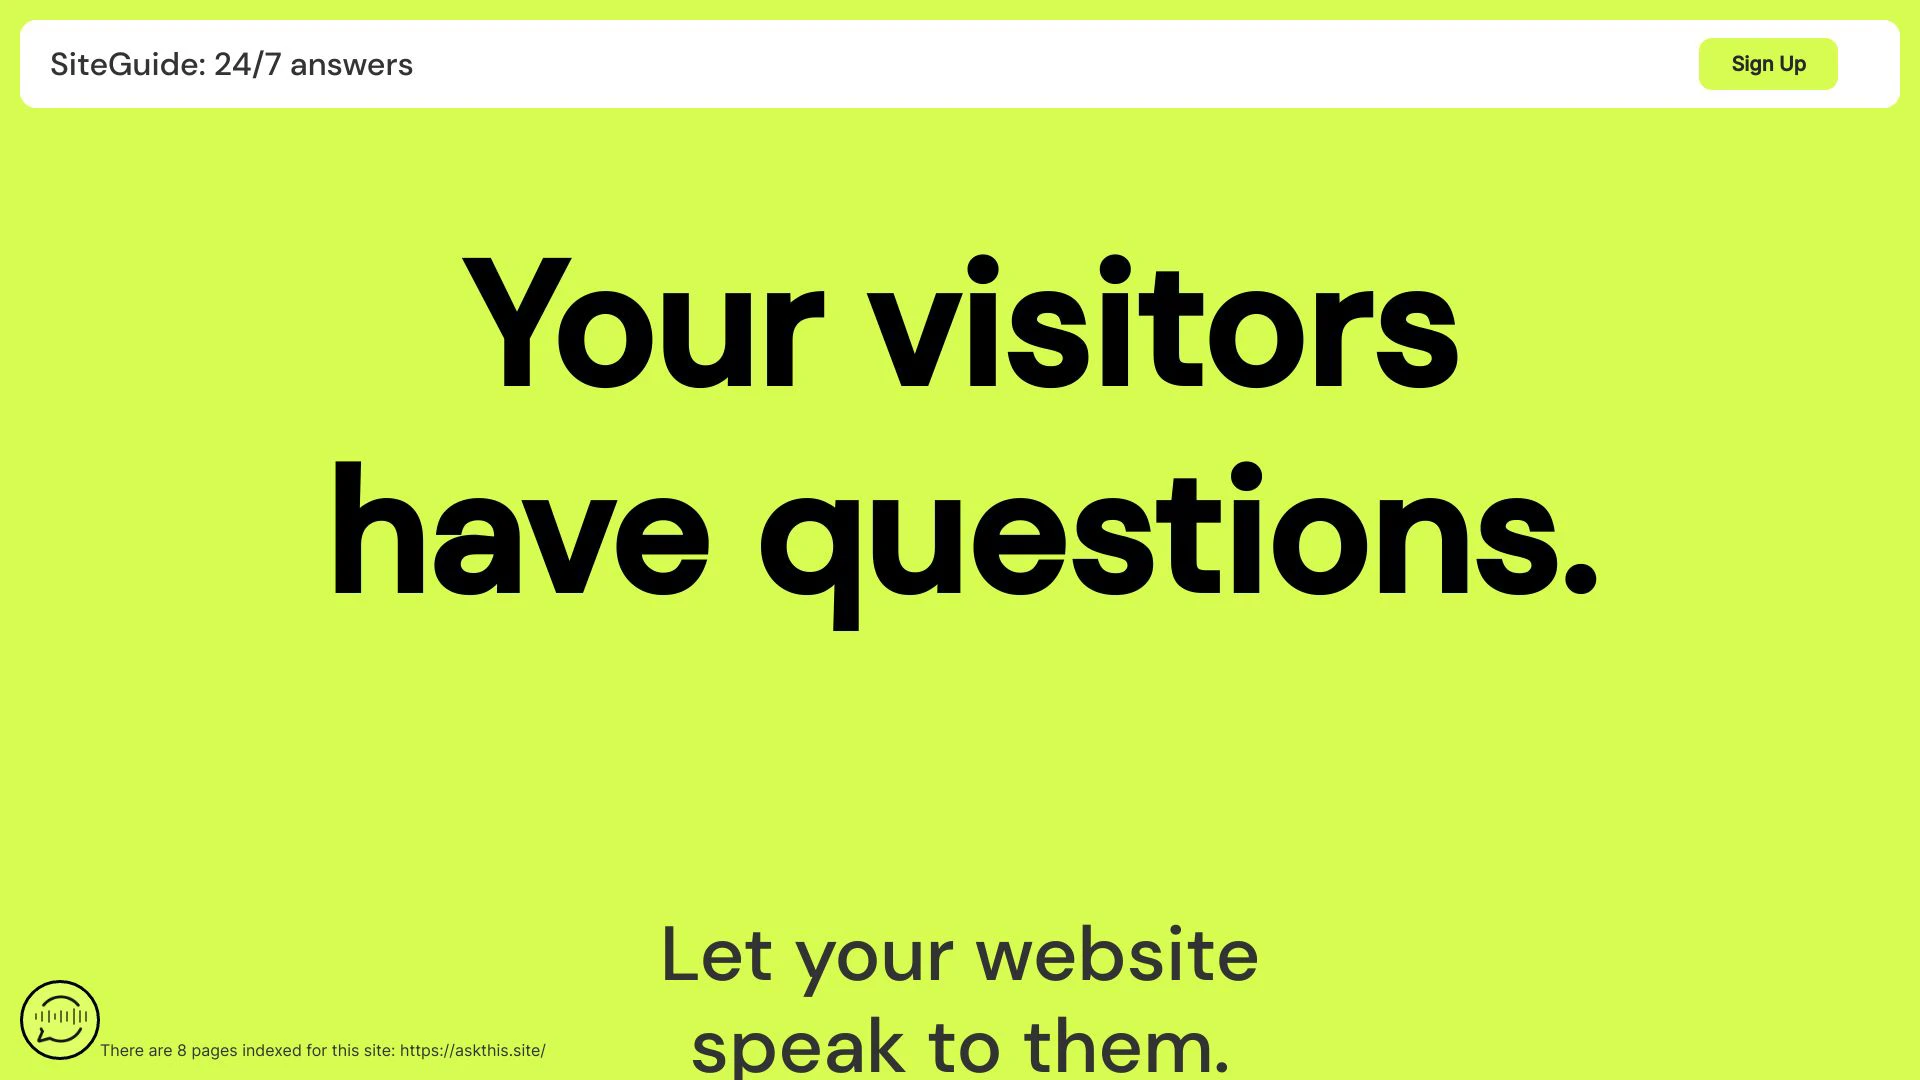 SiteGuide: 24/7 answers
Sign Up
Your visitors
have questions.
Let your website
speak to them.
There are 8 pages indexed for this site: https://askthis.site/